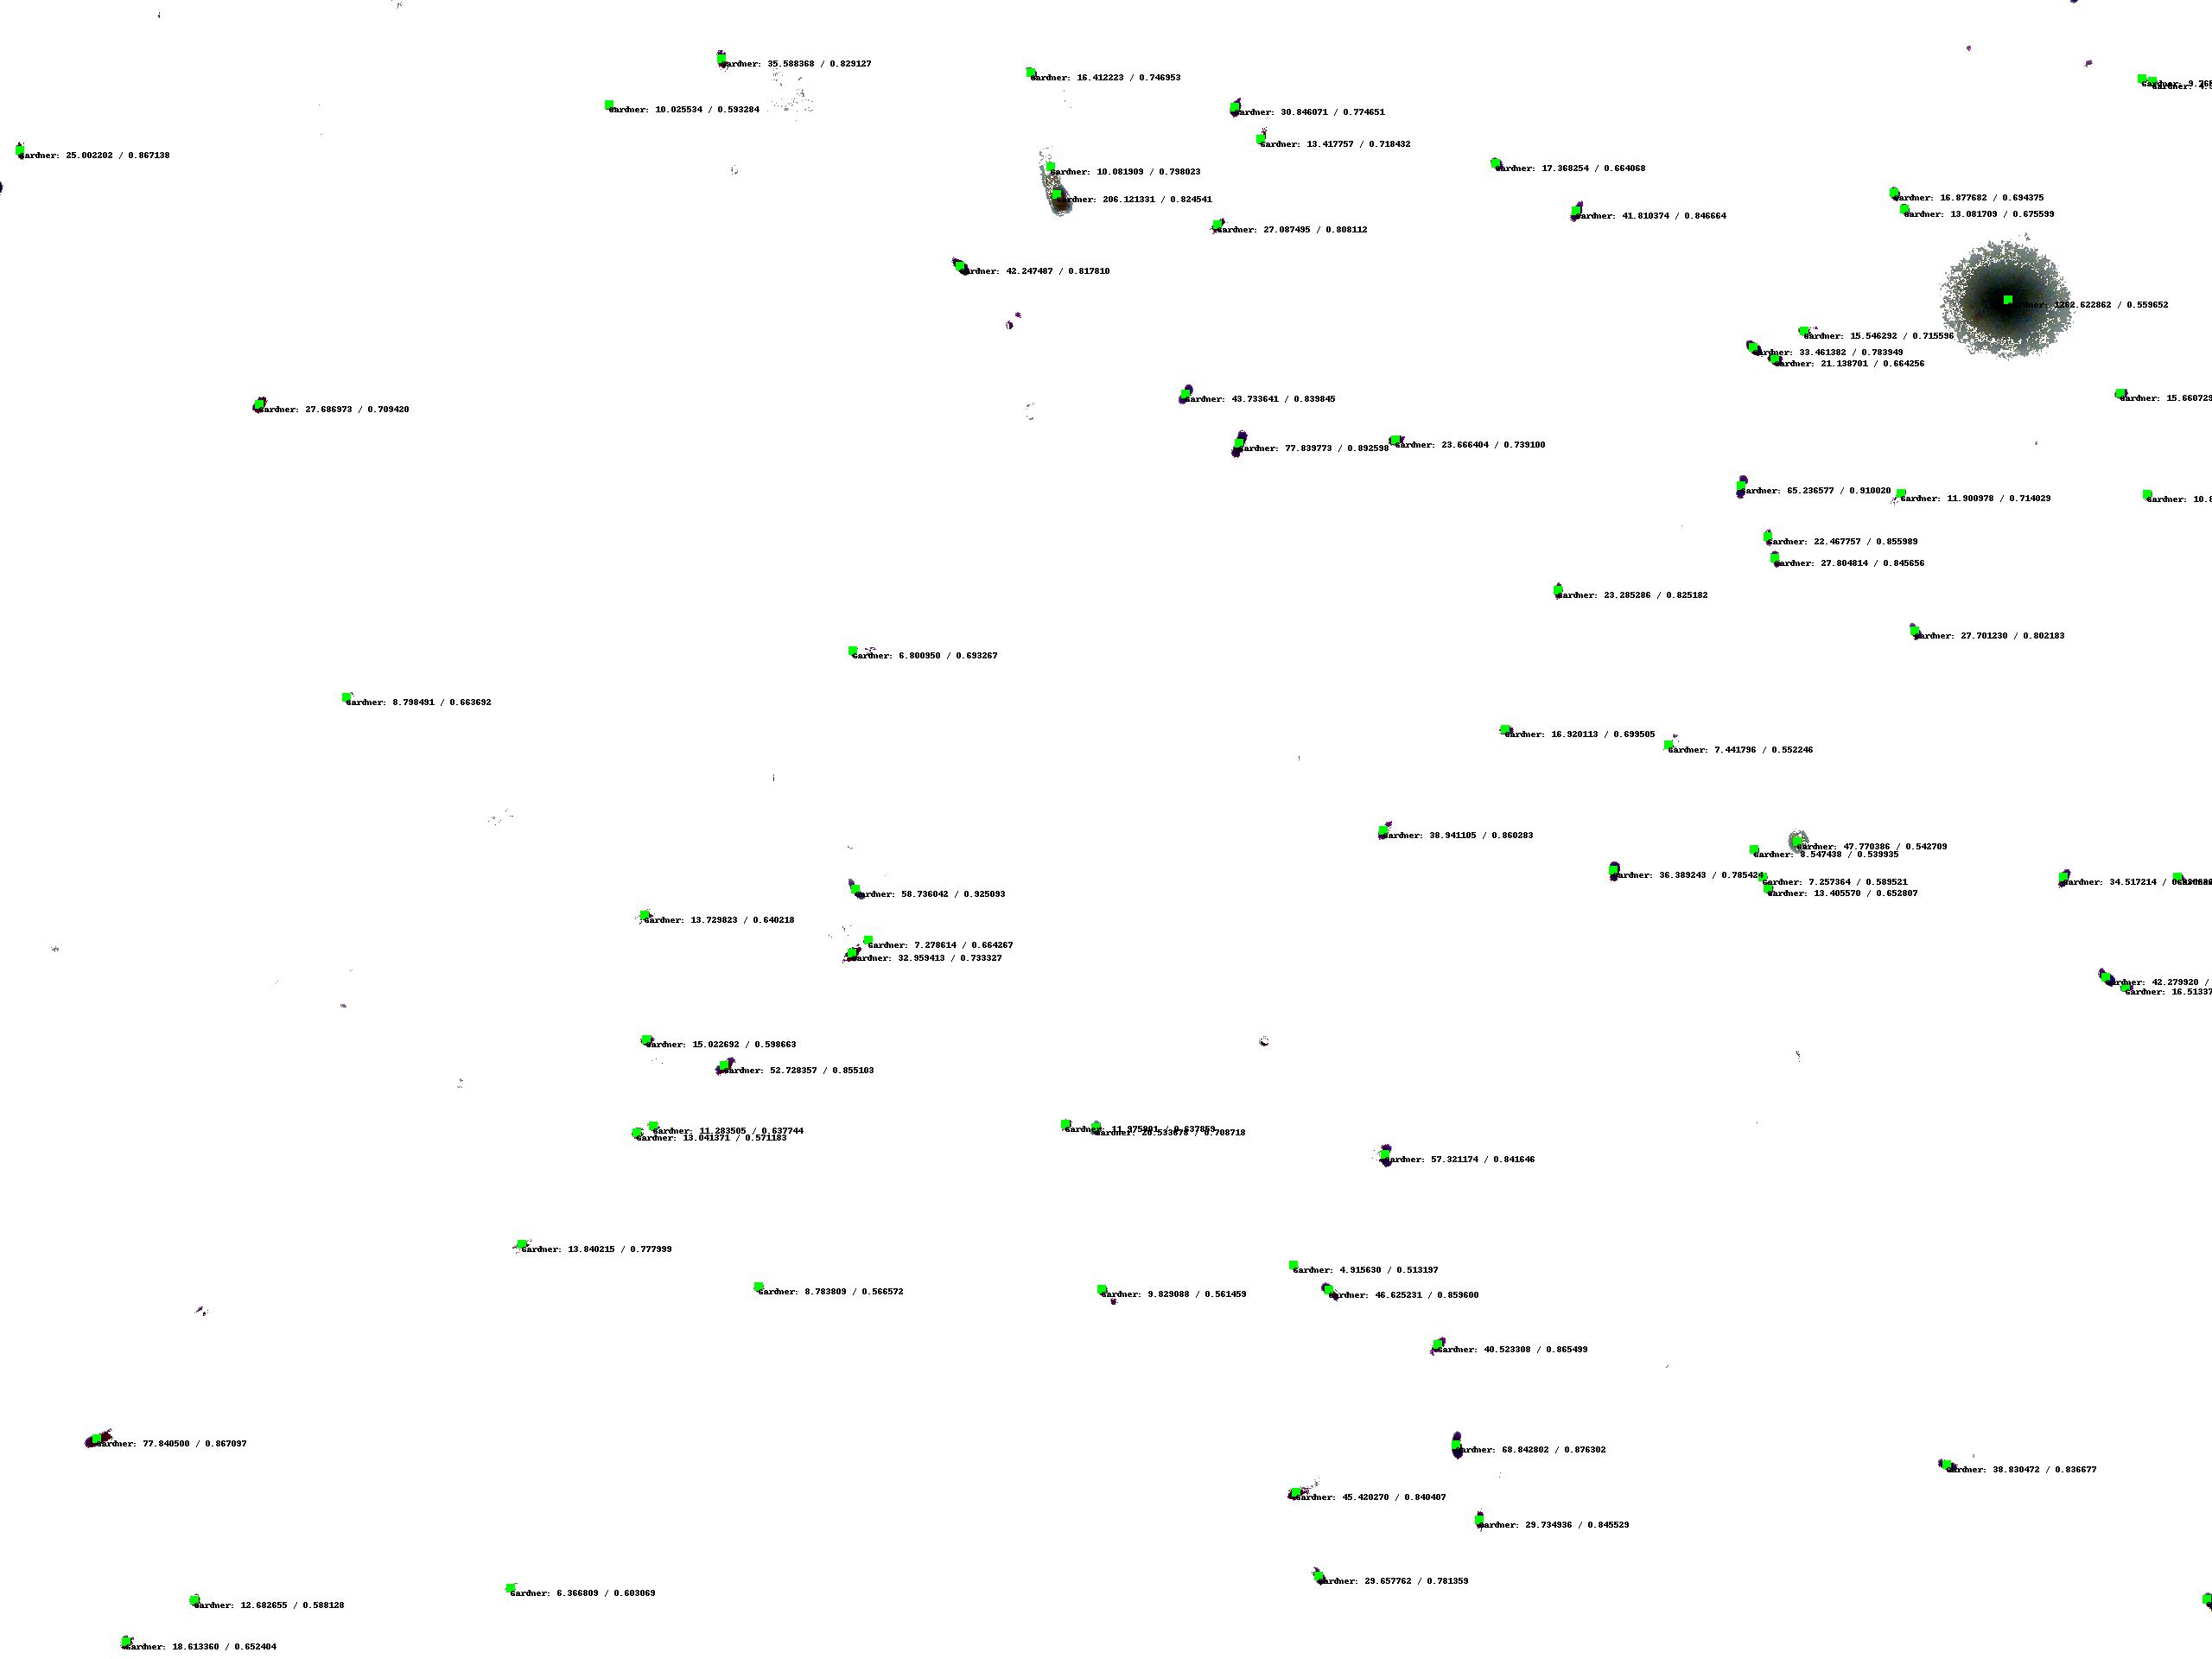 Gardner: 35.588368 / 0.829127
Gardner: 16.412223 / 0.746953
Gardner: 10.025534 / 0.593284
Gardner: 30.846071 / 0.774651
Gardner: 13.417757 / 0.718432
Gardner: 25.002202 / 0.867138
Gardner: 17.368254 / 0.664068
Gardner: 10.081909 / 0.798023
Gardner: 206.121331 / 0.824541
Gardner: 16.877682 / 0.694375
Gardner: 13.081709 / 0.675599
Gardner: 41.810374 / 0.846664
Gardner: 27.087495 / 0.808112
Gardner: 42.247487 / 0.817810
Gardner: 1262.622862 / 0.559652
Gardner: 15.546292 / 0.715596
Gardner: 33.461382 / 0.783949
Gardner: 21.138701 / 0.664256
Gardner: 43.733641 / 0.839845
Gardner: 15.660729
Gardner: 27.686973 / 0.709420
Gardner: 77.839773 / 0.892598
Gardner: 23.666404 / 0.739100
Gardner: 65.236577 / 0.910020
Gardner: 11.900978 / 0.714029
Gardner: 10.8
Gardner: 22.467757 / 0.855989
Gardner: 27.804814 / 0.845656
Gardner: 23.285286 / 0.825182
Gardner: 27.701230 / 0.802183
Gardner: 6.800950 / 0.693267
Gardner: 8.798491 / 0.663692
Gardner: 16.920113 / 0.699505
Gardner: 7.441796 / 0.552246
Gardner: 38.941105 / 0.860283
Gardner: 47.770386 / 0.542709
Gardner: 8.547438 / 0.539935
Gardner: 36.389243 / 0.785424
Gardner: 7.257364 / 0.589521
Gardner: 13.405570 / 0.652807
Gardner: 34.517214 /
Gardner: 58.736042 / 0.925093
Gardner: 13.729823 / 0.640218
Gardner: 7.278614 / 0.664267
Gardner: 32.959413 / 0.733327
Gardner: 42.279920 /
Gardner: 16.51337
Gardner: 15.022692 / 0.598663
Gardner: 52.728357 / 0.855103
Gardner: 11.283505 / 0.637744
Gardner: 13.041371 / 0.571183
Gardner: / 0.708718
Gardner: 57.321174 / 0.841646
Gardner: 13.840215 / 0.777999
Gardner: 4.915630 / 0.513197
Gardner: 8.783809 / 0.566572
Gardner: 9.829088 / 0.561459
Gardner: 46.625231 / 0.859600
Gardner: 40.523308 / 0.865499
Gardner: 77.840500 / 0.867097
Gardner: 68.842802 / 0.876302
Gardner: 38.830472 / 0.836677
Gardner: 45.420270 / 0.840407
Gardner: 29.734936 / 0.845529
Gardner: 29.657762 / 0.781359
Gardner: 6.366809 / 0.603069
Gardner: 12.682655 / 0.588128
Gardner: 18.613360 / 0.652404